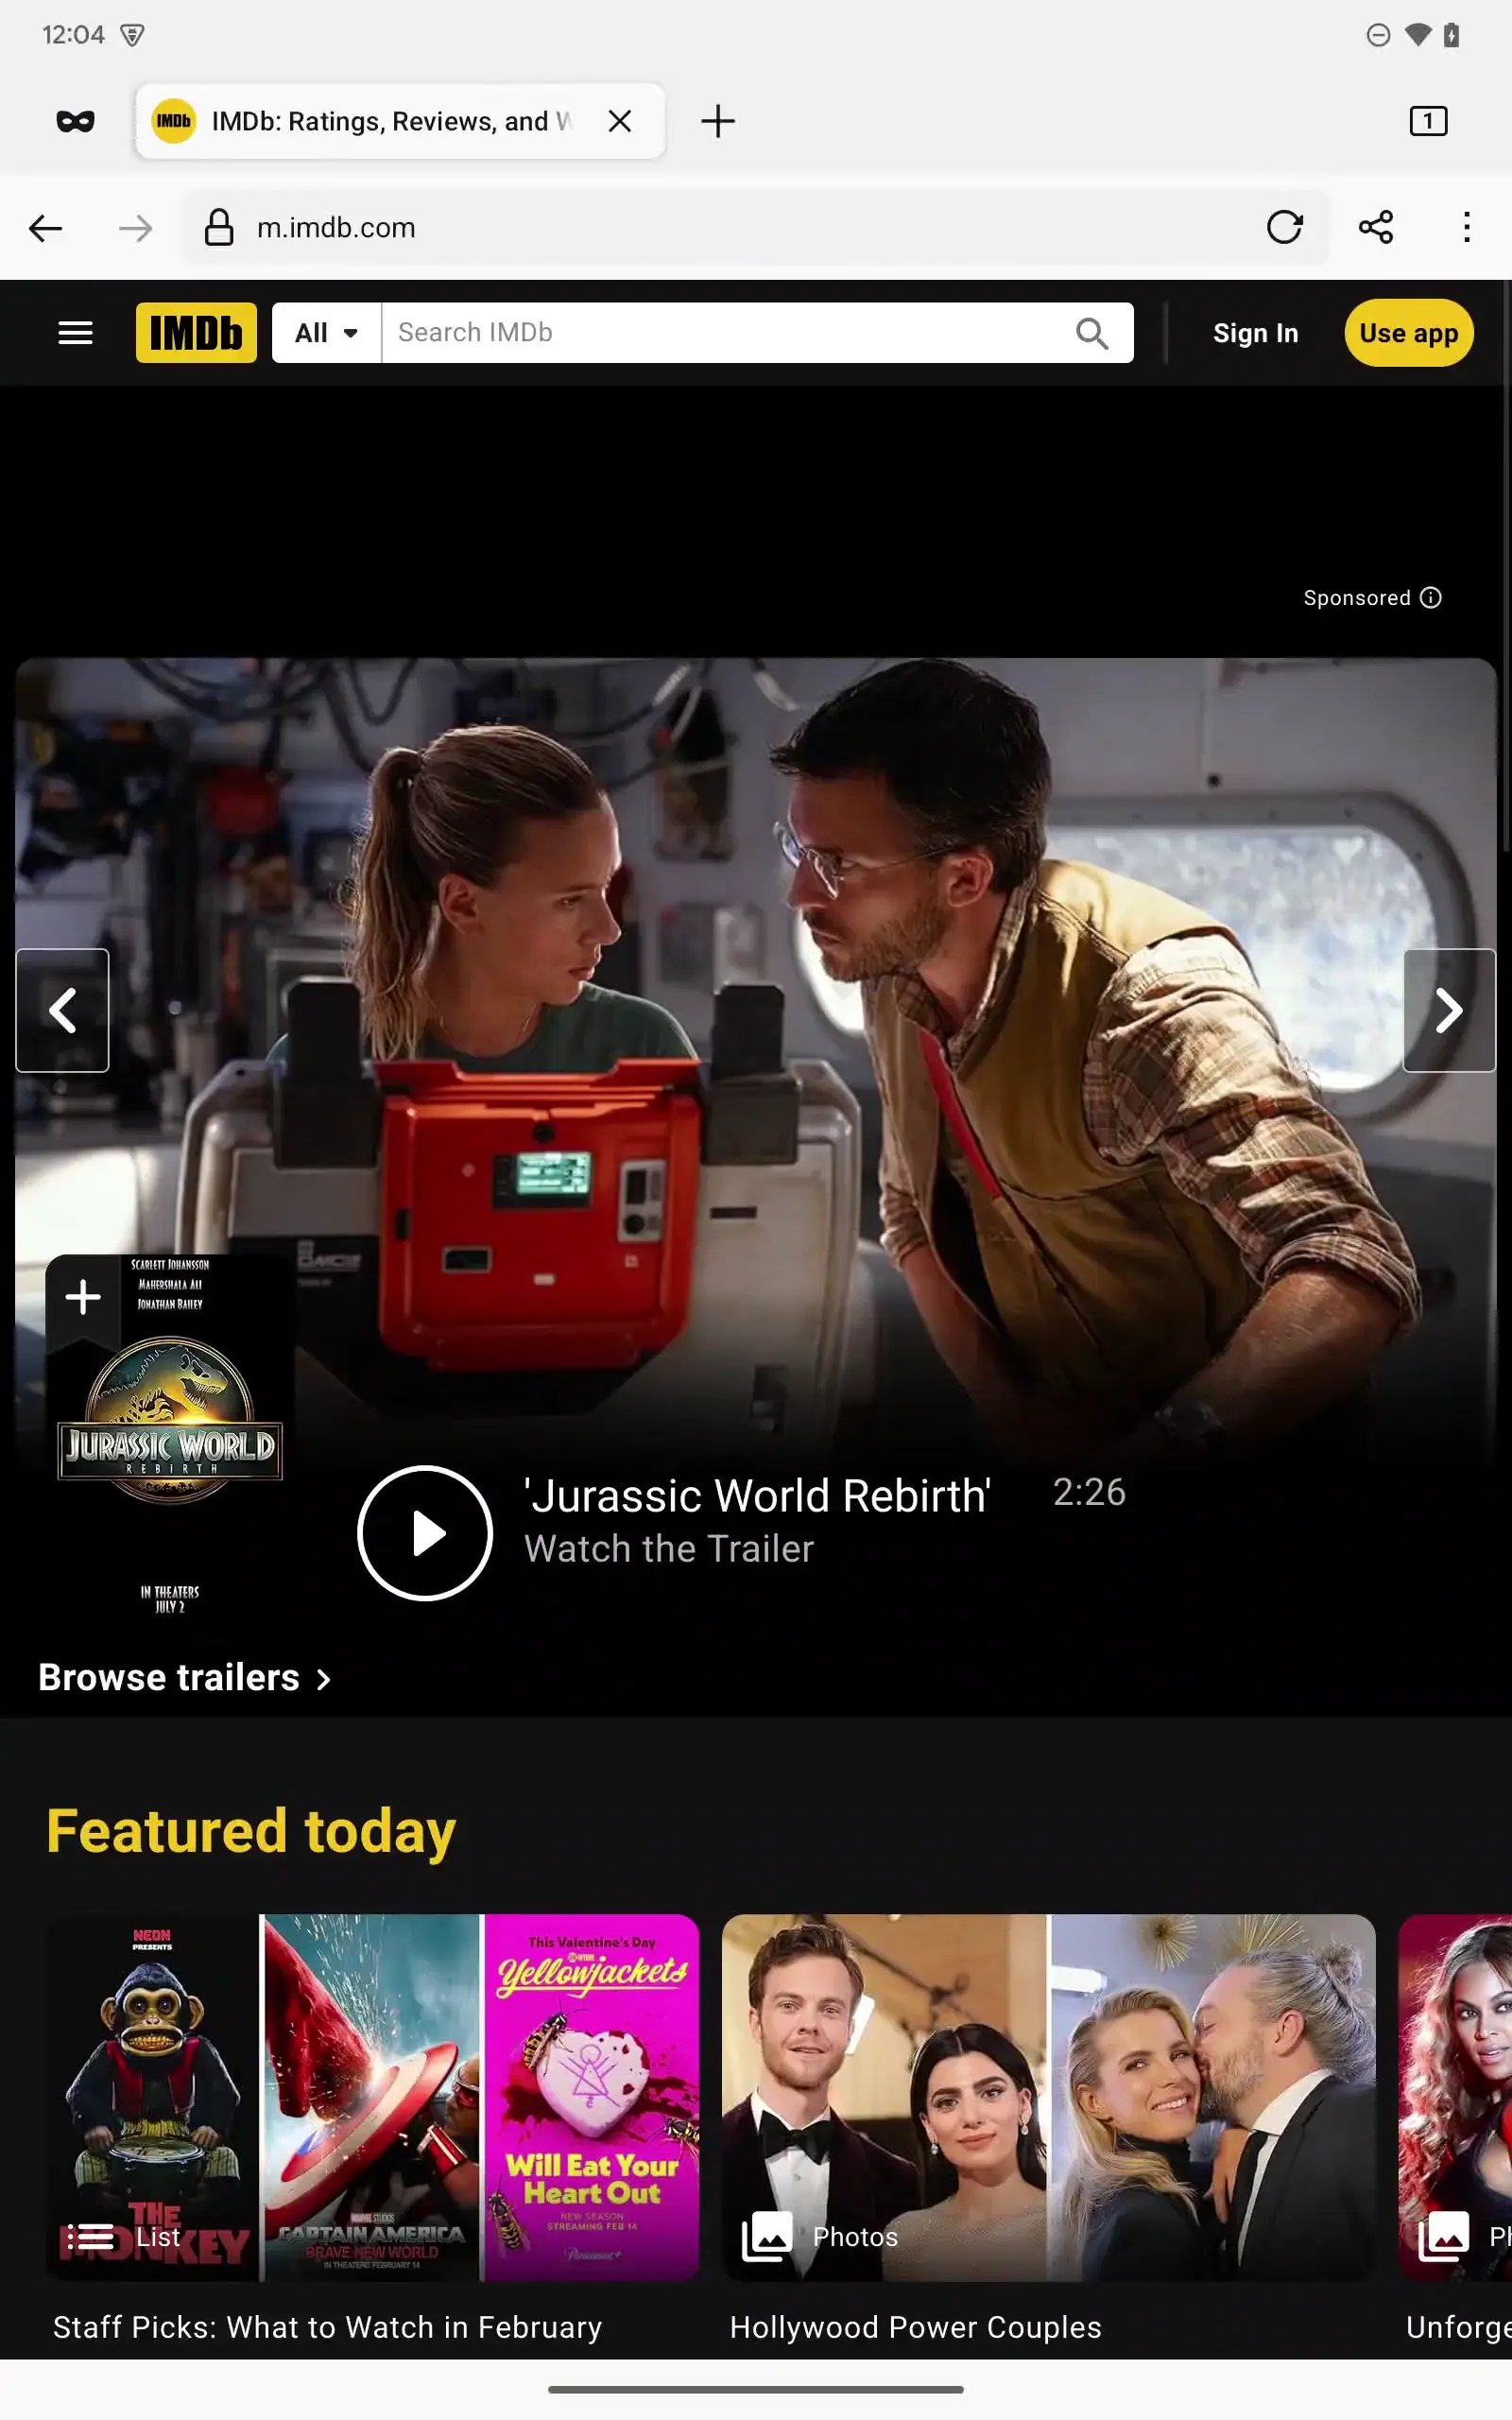 12:04
IMDb IMDb: Ratings, Reviews, and W
1
m.imdb.com
IMDb All Search IMDb Sign In Use app
Sponsored
SCARLETT JOHANSSON
MAHERSHALA ALI
JONATHAN BAILEY
JURASSIC WORLD
REBIRTH
IN THEATERS
JULY 2
'Jurassic World Rebirth' 2:26
Watch the Trailer
Browse trailers
Featured today
NEON
PRESENTS
THE
MONKEY
List
MARVEL STUDIOS
CAPTAIN AMERICA
BRAVE NEW WORLD
IN THEATERS FEBRUARY 14
This Valentine's Day
Yellowjackets
Will Eat Your
Heart Out
NEW SEASON
STREAMING FEB 14
Paramount+
Photos
Ph
Staff Picks: What to Watch in February
Hollywood Power Couples
Unforge